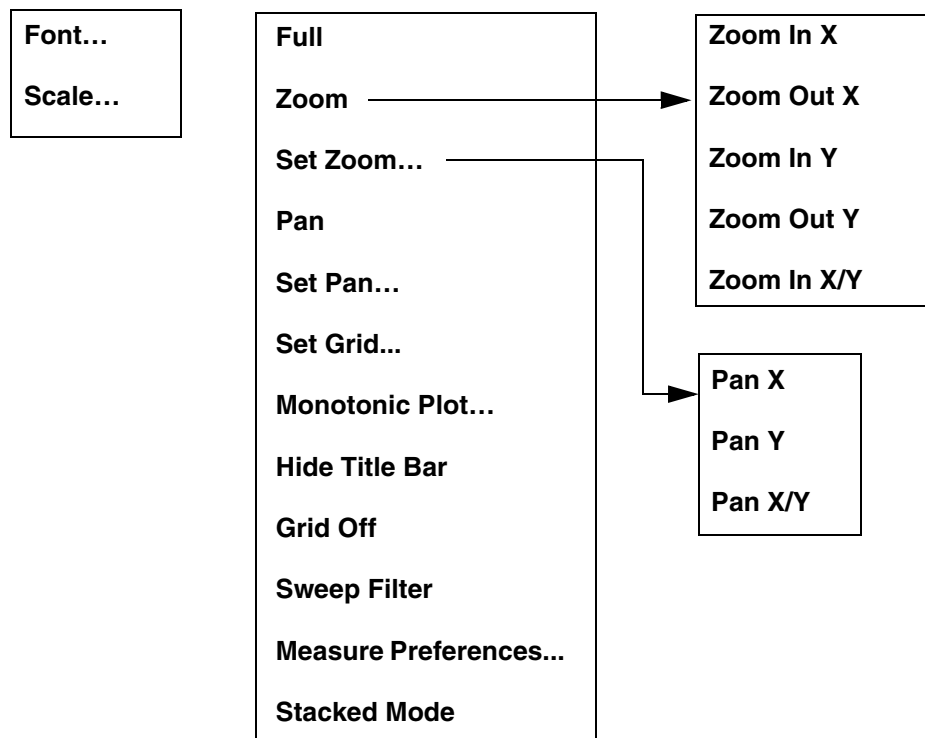 Font…
Scale…
Full
Zoom
Set Zoom…
Pan
Set Pan…
Set Grid...
Monotonic Plot…
Hide Title Bar
Grid Off
Sweep Filter
Measure Preferences...
Stacked Mode
Zoom In X
Zoom Out X
Zoom In Y
Zoom Out Y
Zoom In X/Y
Pan X
Pan Y
Pan X/Y